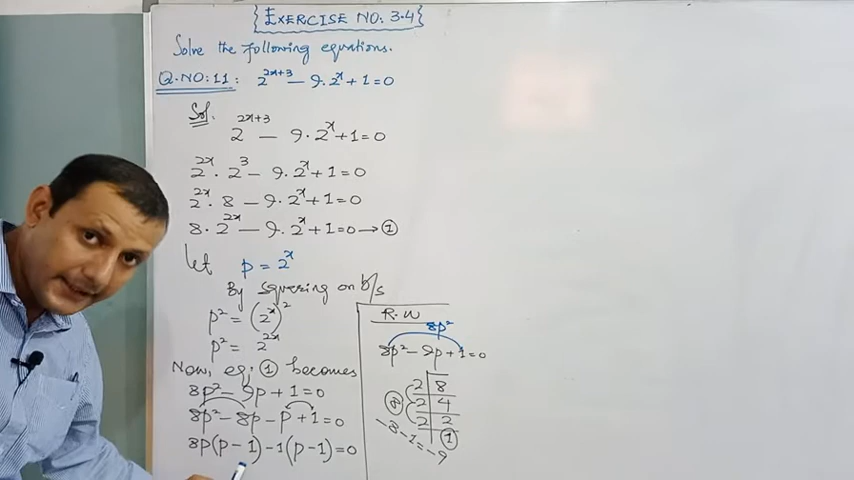 EXERCISE NO: 3.4
Solve the following equations.
Q.NO:11: 2^{2x+3} - 9.2^x + 1 = 0
Sol:
2^{2x+3} - 9.2^x + 1 = 0
2^{2x} . 2^3 - 9.2^x + 1 = 0
2^{2x} . 8 - 9.2^x + 1 = 0
8.2^{2x} - 9.2^x + 1 = 0 → ①
Let p = 2^x
By squering on b/s
p² = (2^x)²
p² = 2^{2x}
Now, eq: ① becomes
8p² - 9p + 1 = 0
8p² - 8p - p + 1 = 0
8p(p - 1) - 1(p - 1) = 0
R.W
8p²
8p² - 9p + 1 = 0
2 | 8
2 | 4
2 | 2
①
⑧
-8 - 1 = -9